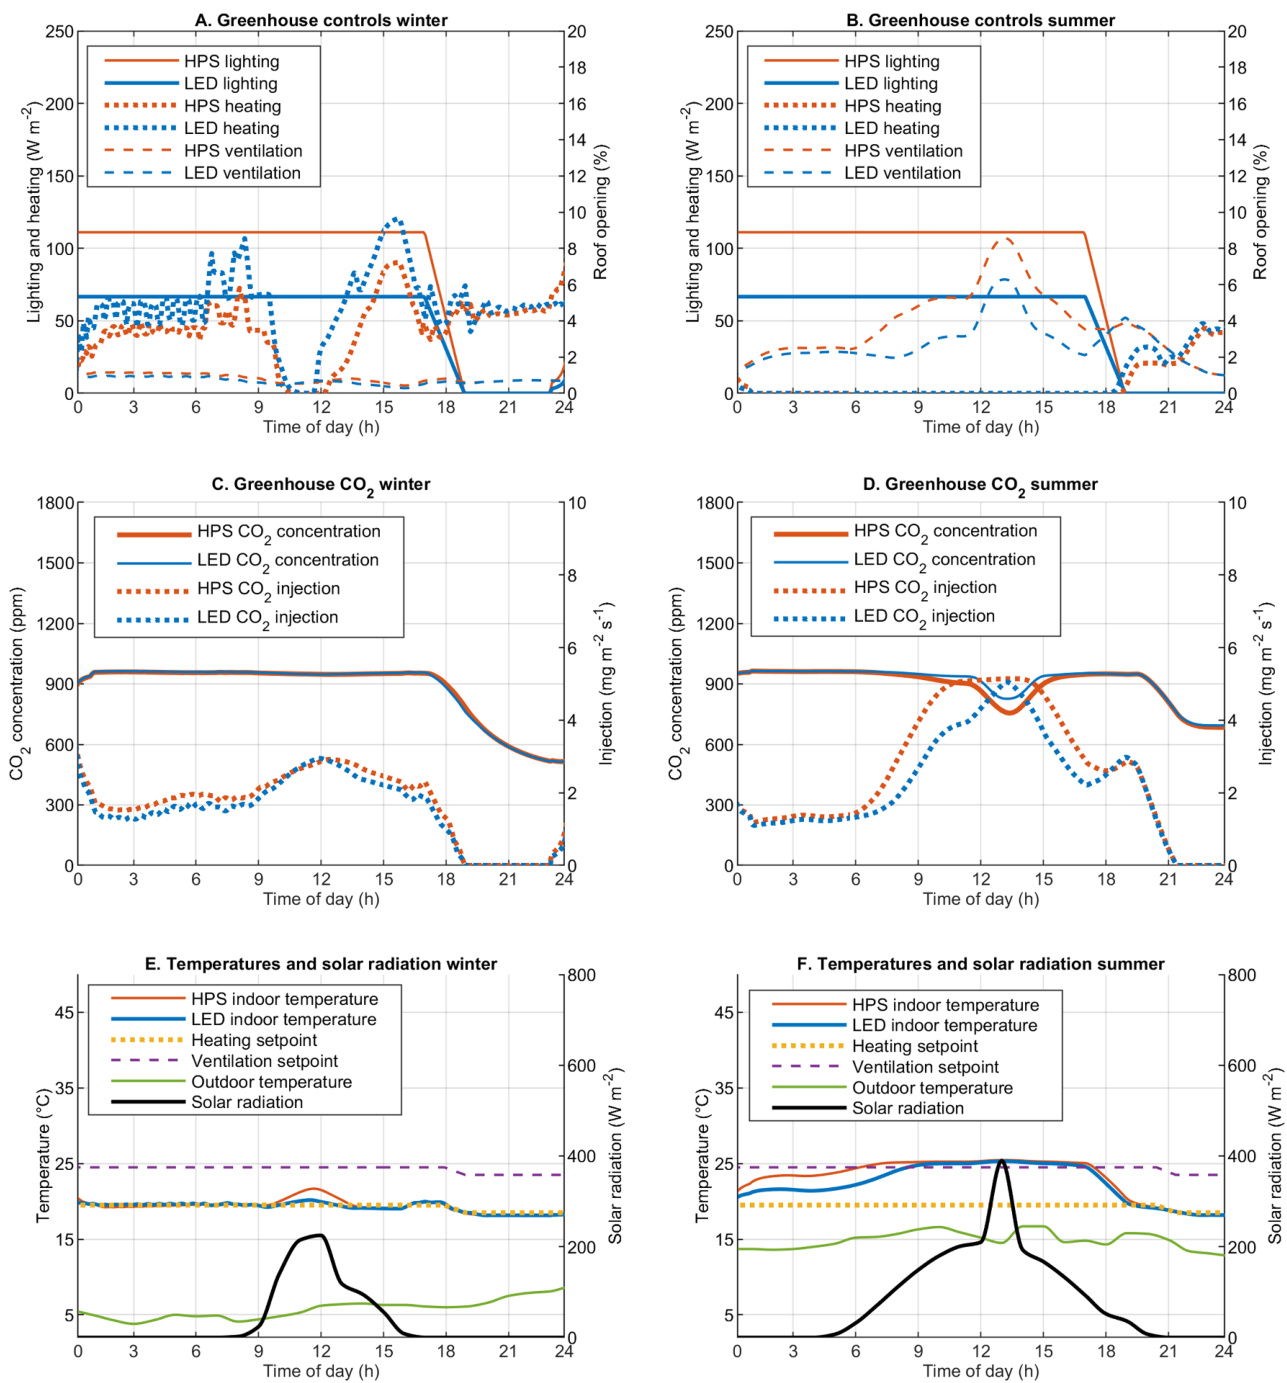 A. Greenhouse controls winter
250
200
150
100
50
0
Lighting and heating (W m-2)
HPS lighting
LED lighting
HPS heating
LED heating
HPS ventilation
LED ventilation
20
18
16
14
12
10
8
6
4
2
0
Roof opening (%)
0 3 6 9 12 15 18 21 24
Time of day (h)
B. Greenhouse controls summer
250
200
150
100
50
0
Lighting and heating (W m-2)
HPS lighting
LED lighting
HPS heating
LED heating
HPS ventilation
LED ventilation
20
18
16
14
12
10
8
6
4
2
0
Roof opening (%)
0 3 6 9 12 15 18 21 24
Time of day (h)
C. Greenhouse CO2 winter
1800
1500
1200
900
600
300
0
CO2 concentration (ppm)
HPS CO2 concentration
LED CO2 concentration
HPS CO2 injection
LED CO2 injection
10
8
6
4
2
0
Injection (mg m-2 s-1)
0 3 6 9 12 15 18 21 24
Time of day (h)
D. Greenhouse CO2 summer
1800
1500
1200
900
600
300
0
CO2 concentration (ppm)
HPS CO2 concentration
LED CO2 concentration
HPS CO2 injection
LED CO2 injection
10
8
6
4
2
0
Injection (mg m-2 s-1)
0 3 6 9 12 15 18 21 24
Time of day (h)
E. Temperatures and solar radiation winter
45
35
25
15
5
Temperature (°C)
HPS indoor temperature
LED indoor temperature
Heating setpoint
Ventilation setpoint
Outdoor temperature
Solar radiation
800
600
400
200
0
Solar radiation (W m-2)
0 3 6 9 12 15 18 21 24
Time of day (h)
F. Temperatures and solar radiation summer
45
35
25
15
5
Temperature (°C)
HPS indoor temperature
LED indoor temperature
Heating setpoint
Ventilation setpoint
Outdoor temperature
Solar radiation
800
600
400
200
0
Solar radiation (W m-2)
0 3 6 9 12 15 18 21 24
Time of day (h)